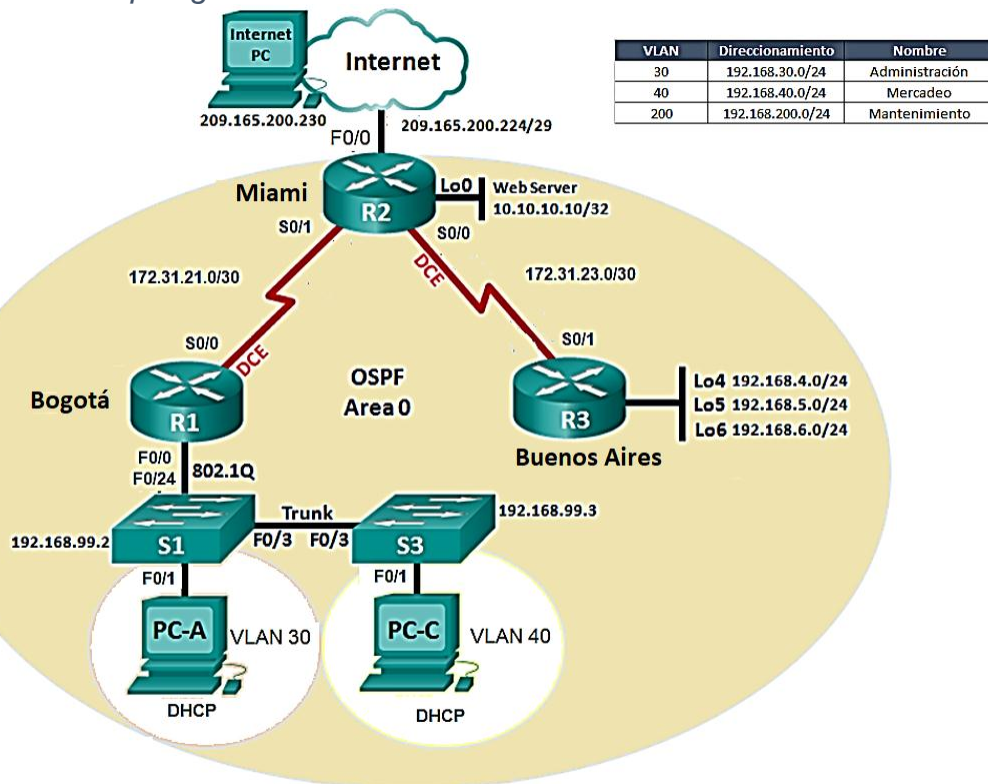 Internet
PC
Internet
209.165.200.230
209.165.200.224/29
F0/0
VLAN Direccionamiento Nombre
30 192.168.30.0/24 Administración
40 192.168.40.0/24 Mercadeo
200 192.168.200.0/24 Mantenimiento
Miami
R2
Lo0
Web Server
10.10.10.10/32
S0/1
S0/0
DCE
172.31.21.0/30
172.31.23.0/30
S0/0
DCE
S0/1
Bogotá
R1
OSPF
Area 0
R3
Lo4 192.168.4.0/24
Lo5 192.168.5.0/24
Lo6 192.168.6.0/24
Buenos Aires
F0/0
F0/24
802.1Q
192.168.99.2
S1
Trunk
F0/3 F0/3
S3
192.168.99.3
F0/1
F0/1
PC-A
VLAN 30
PC-C
VLAN 40
DHCP
DHCP